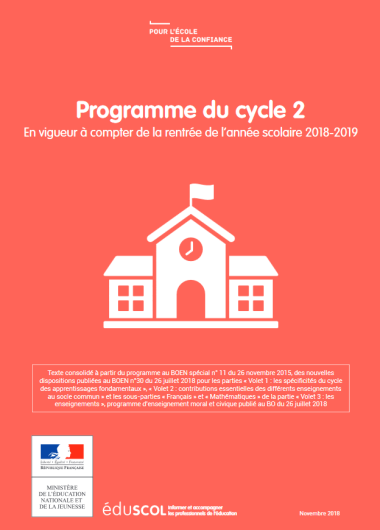 POUR L'ÉCOLE
DE LA CONFIANCE
Programme du cycle 2
En vigueur à compter de la rentrée de l'année scolaire 2018-2019
Texte consolidé à partir du programme au BOEN spécial n° 11 du 26 novembre 2015, des nouvelles
dispositions publiées au BOEN n°30 du 26 juillet 2018 pour les parties « Volet 1 : les spécificités du cycle
des apprentissages fondamentaux », « Volet 2 : contributions essentielles des différents enseignements
au socle commun » et les sous-parties « Français » et « Mathématiques » de la partie « Volet 3 : les
enseignements », programme d'enseignement moral et civique publié au BO du 26 juillet 2018
Liberté • Égalité • Fraternité
RÉPUBLIQUE FRANÇAISE
MINISTÈRE
DE L'ÉDUCATION
NATIONALE ET
DE LA JEUNESSE
éduSCOL
Informer et accompagner
les professionnels de l'éducation
Novembre 2018